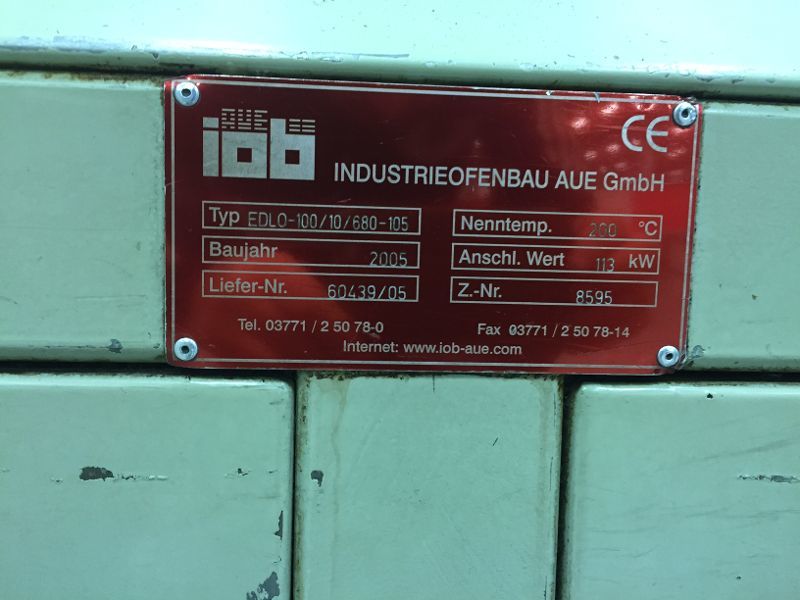 AUE
iob
CE
INDUSTRIEOFENBAU AUE GmbH
Typ EDLO-100/10/680-105
Nenntemp. 200 °C
Baujahr 2005
Anschl. Wert 113 kW
Liefer-Nr. 60439/05
Z.-Nr. 8595
Tel. 03771 / 2 50 78-0
Fax 03771 / 2 50 78-14
Internet: www.iob-aue.com